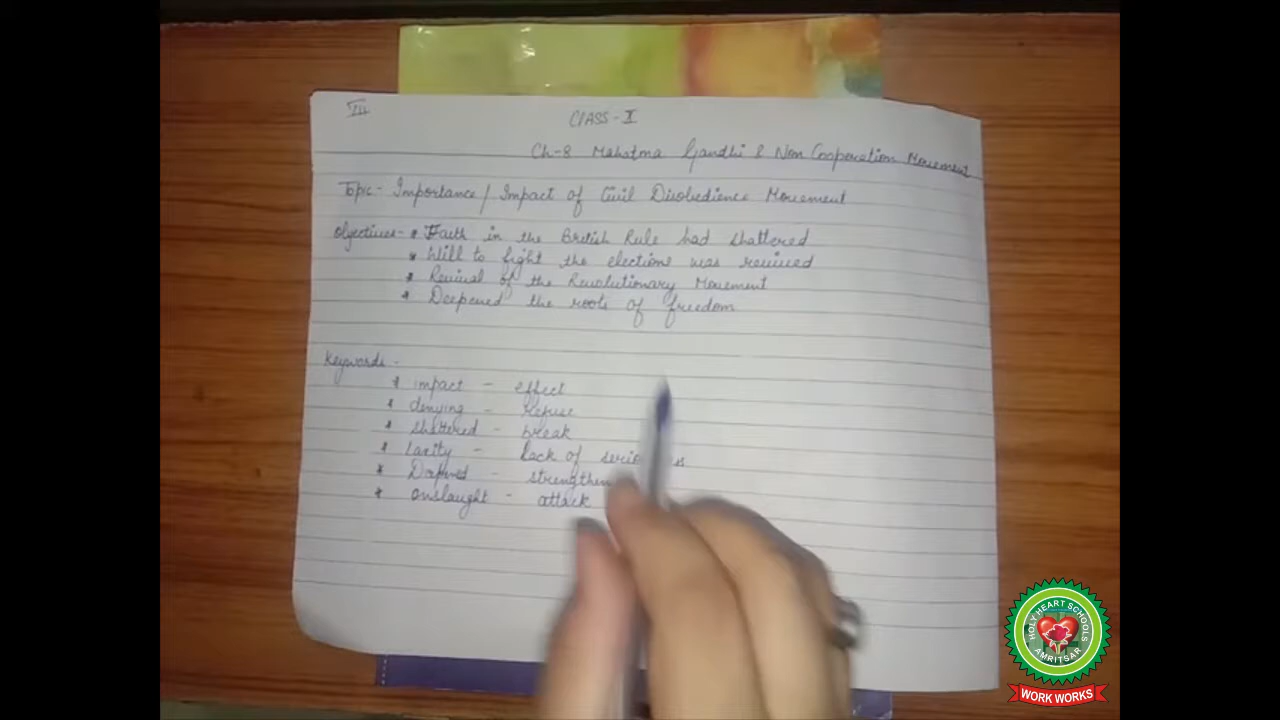 III
CLASS - X
Ch-8 Mahatma Gandhi & Non Cooperation Movement
Topic - Importance / Impact of Civil Disobedience Movement
Objectives - * Faith in the British Rule had shattered
* Will to fight the elections was revived
* Revival of the Revolutionary Movement
* Deepened the roots of freedom
Keywords -
* impact - effect
* denying - refuse
* shattered - break
* Laxity - Lack of
* - strengthen
* onslaught - attack
HOLY HEART SCHOOLS
AMRITSAR
WORK WORKS